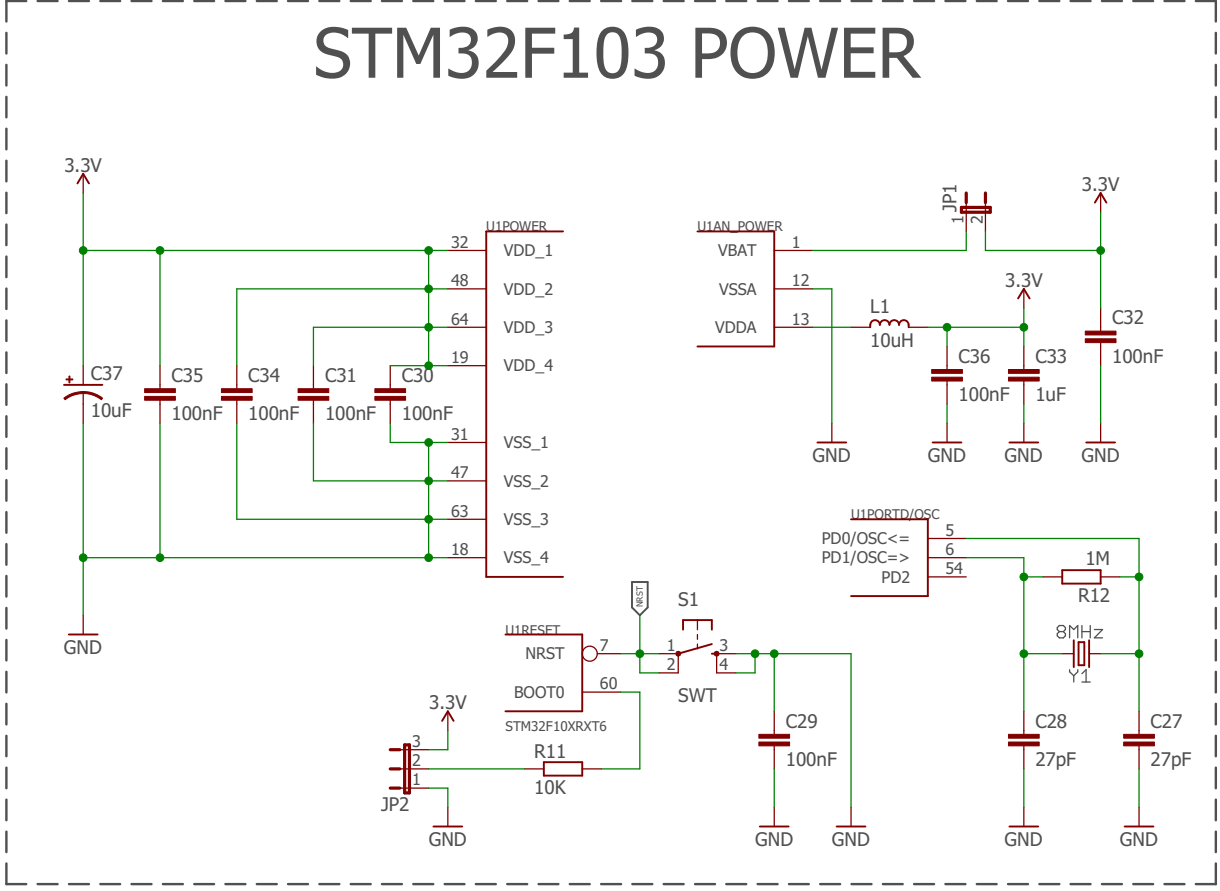 STM32F103 POWER
3.3V
U1POWER
32 VDD_1
48 VDD_2
64 VDD_3
19 VDD_4
31 VSS_1
47 VSS_2
63 VSS_3
18 VSS_4
+
C37
10uF
C35
100nF
C34
100nF
C31
100nF
C30
100nF
GND
U1AN_POWER
VBAT 1
VSSA 12
VDDA 13
JP1
1
2
3.3V
3.3V
L1
10uH
C36
100nF
C33
1uF
C32
100nF
GND
GND
GND
GND
U1PORTD/OSC
PD0/OSC<= 5
PD1/OSC=> 6
PD2 54
1M
R12
8MHz
Y1
C28
27pF
C27
27pF
GND
GND
NRST
U1RESET
NRST 7
BOOT0 60
STM32F10XRXT6
S1
1 3
2 4
SWT
C29
100nF
GND
GND
3.3V
3
2
1
JP2
R11
10K
GND